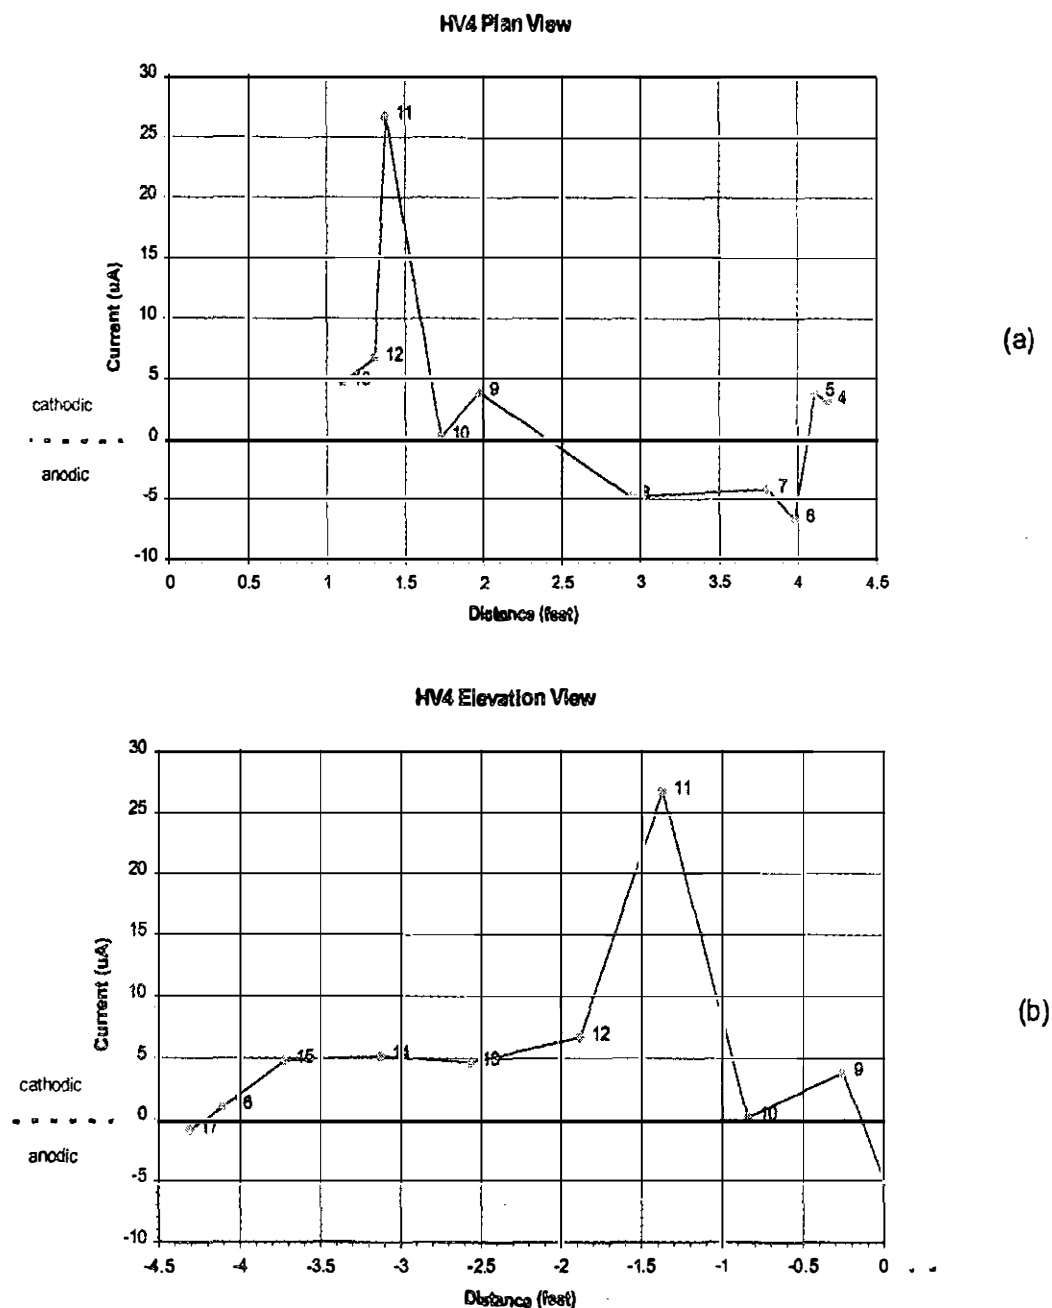 HV4 Plan View
30
25
20
15
10
5
0
-5
-10
Current (uA)
cathodic
anodic
11
12
9
10
5
4
7
6
0 0.5 1 1.5 2 2.5 3 3.5 4 4.5
Distance (feet)
(a)
HV4 Elevation View
30
25
20
15
10
5
0
-5
-10
Current (uA)
cathodic
anodic
11
12
9
10
15
6
17
-4.5 -4 -3.5 -3 -2.5 -2 -1.5 -1 -0.5 0
Distance (feet)
(b)